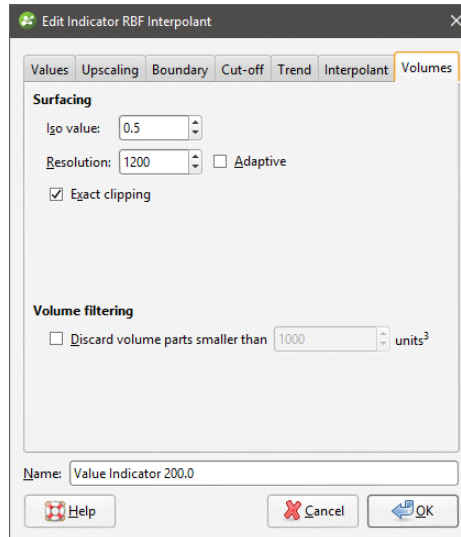 Edit Indicator RBF Interpolant
Values Upscaling Boundary Cut-off Trend Interpolant Volumes
Surfacing
Iso value: 0.5
Resolution: 1200 Adaptive
Exact clipping
Volume filtering
Discard volume parts smaller than 1000 units³
Name: Value Indicator 200.0
Help Cancel OK